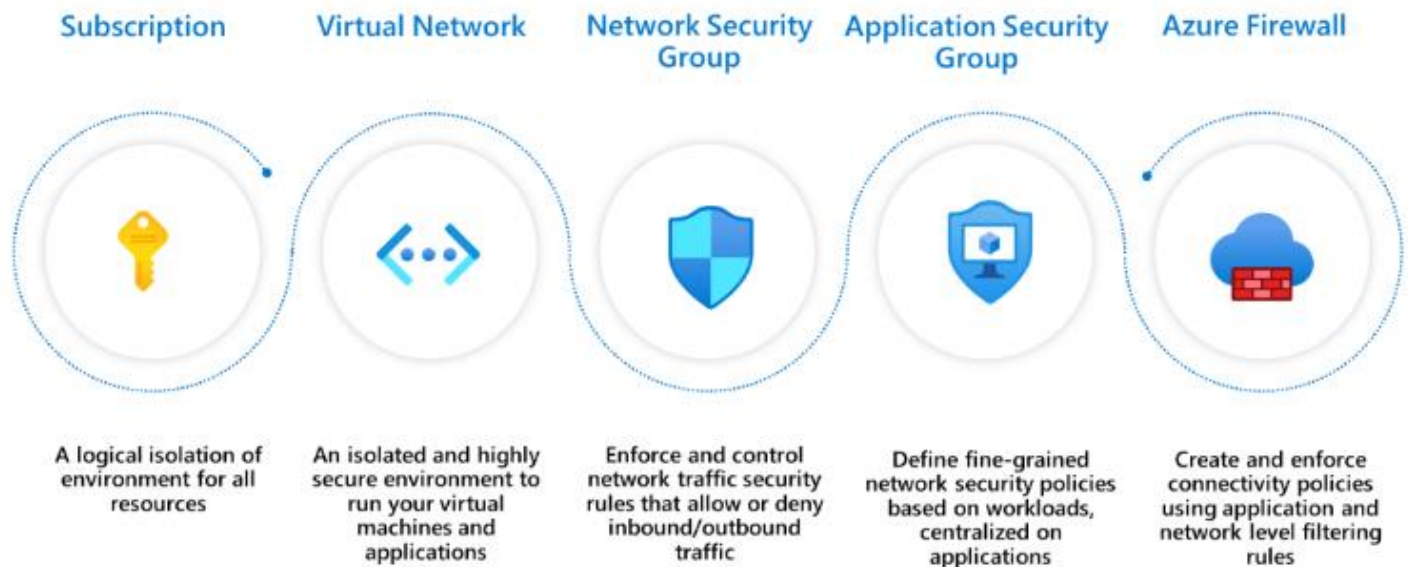 Subscription
Virtual Network
Network Security
Group
Application Security
Group
Azure Firewall
A logical isolation of
environment for all
resources
An isolated and highly
secure environment to
run your virtual
machines and
applications
Enforce and control
network traffic security
rules that allow or deny
inbound/outbound
traffic
Define fine-grained
network security policies
based on workloads,
centralized on
applications
Create and enforce
connectivity policies
using application and
network level filtering
rules